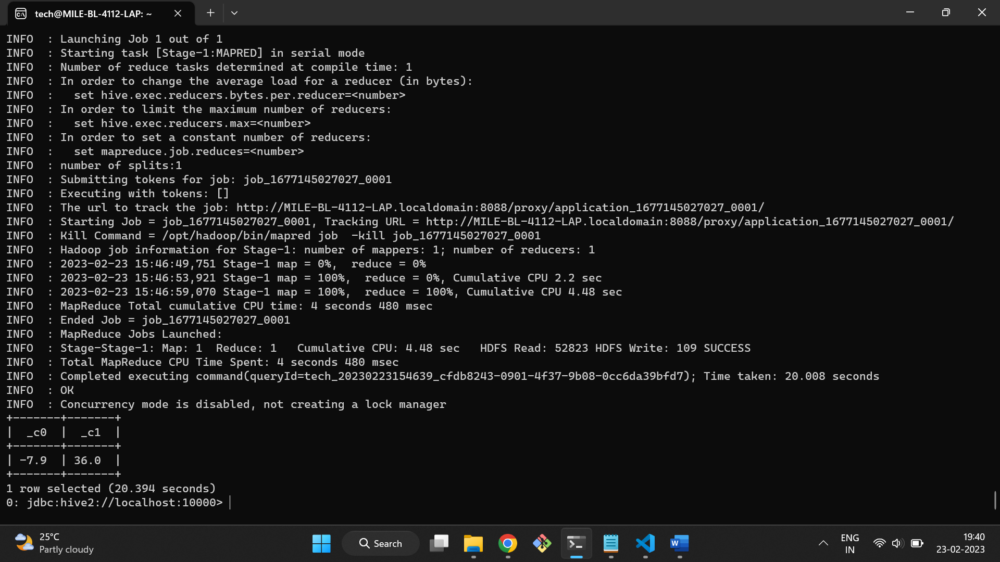 tech@MILE-BL-4112-LAP: ~
INFO  : Launching Job 1 out of 1
INFO  : Starting task [Stage-1:MAPRED] in serial mode
INFO  : Number of reduce tasks determined at compile time: 1
INFO  : In order to change the average load for a reducer (in bytes):
INFO  :   set hive.exec.reducers.bytes.per.reducer=<number>
INFO  : In order to limit the maximum number of reducers:
INFO  :   set hive.exec.reducers.max=<number>
INFO  : In order to set a constant number of reducers:
INFO  :   set mapreduce.job.reduces=<number>
INFO  : number of splits:1
INFO  : Submitting tokens for job: job_1677145027027_0001
INFO  : Executing with tokens: []
INFO  : The url to track the job: http://MILE-BL-4112-LAP.localdomain:8088/proxy/application_1677145027027_0001/
INFO  : Starting Job = job_1677145027027_0001, Tracking URL = http://MILE-BL-4112-LAP.localdomain:8088/proxy/application_1677145027027_0001/
INFO  : Kill Command = /opt/hadoop/bin/mapred job  -kill job_1677145027027_0001
INFO  : Hadoop job information for Stage-1: number of mappers: 1; number of reducers: 1
INFO  : 2023-02-23 15:46:49,751 Stage-1 map = 0%,  reduce = 0%
INFO  : 2023-02-23 15:46:53,921 Stage-1 map = 100%,  reduce = 0%, Cumulative CPU 2.2 sec
INFO  : 2023-02-23 15:46:59,070 Stage-1 map = 100%,  reduce = 100%, Cumulative CPU 4.48 sec
INFO  : MapReduce Total cumulative CPU time: 4 seconds 480 msec
INFO  : Ended Job = job_1677145027027_0001
INFO  : MapReduce Jobs Launched:
INFO  : Stage-Stage-1: Map: 1  Reduce: 1   Cumulative CPU: 4.48 sec   HDFS Read: 52823 HDFS Write: 109 SUCCESS
INFO  : Total MapReduce CPU Time Spent: 4 seconds 480 msec
INFO  : Completed executing command(queryId=tech_20230223154639_cfdb8243-0901-4f37-9b08-0cc6da39bfd7); Time taken: 20.008 seconds
INFO  : OK
INFO  : Concurrency mode is disabled, not creating a lock manager
+-------+-------+
|  _c0  |  _c1  |
+-------+-------+
| -7.9  | 36.0  |
+-------+-------+
1 row selected (20.394 seconds)
0: jdbc:hive2://localhost:10000>
25°C
Partly cloudy
Search
ENG
IN
19:40
23-02-2023